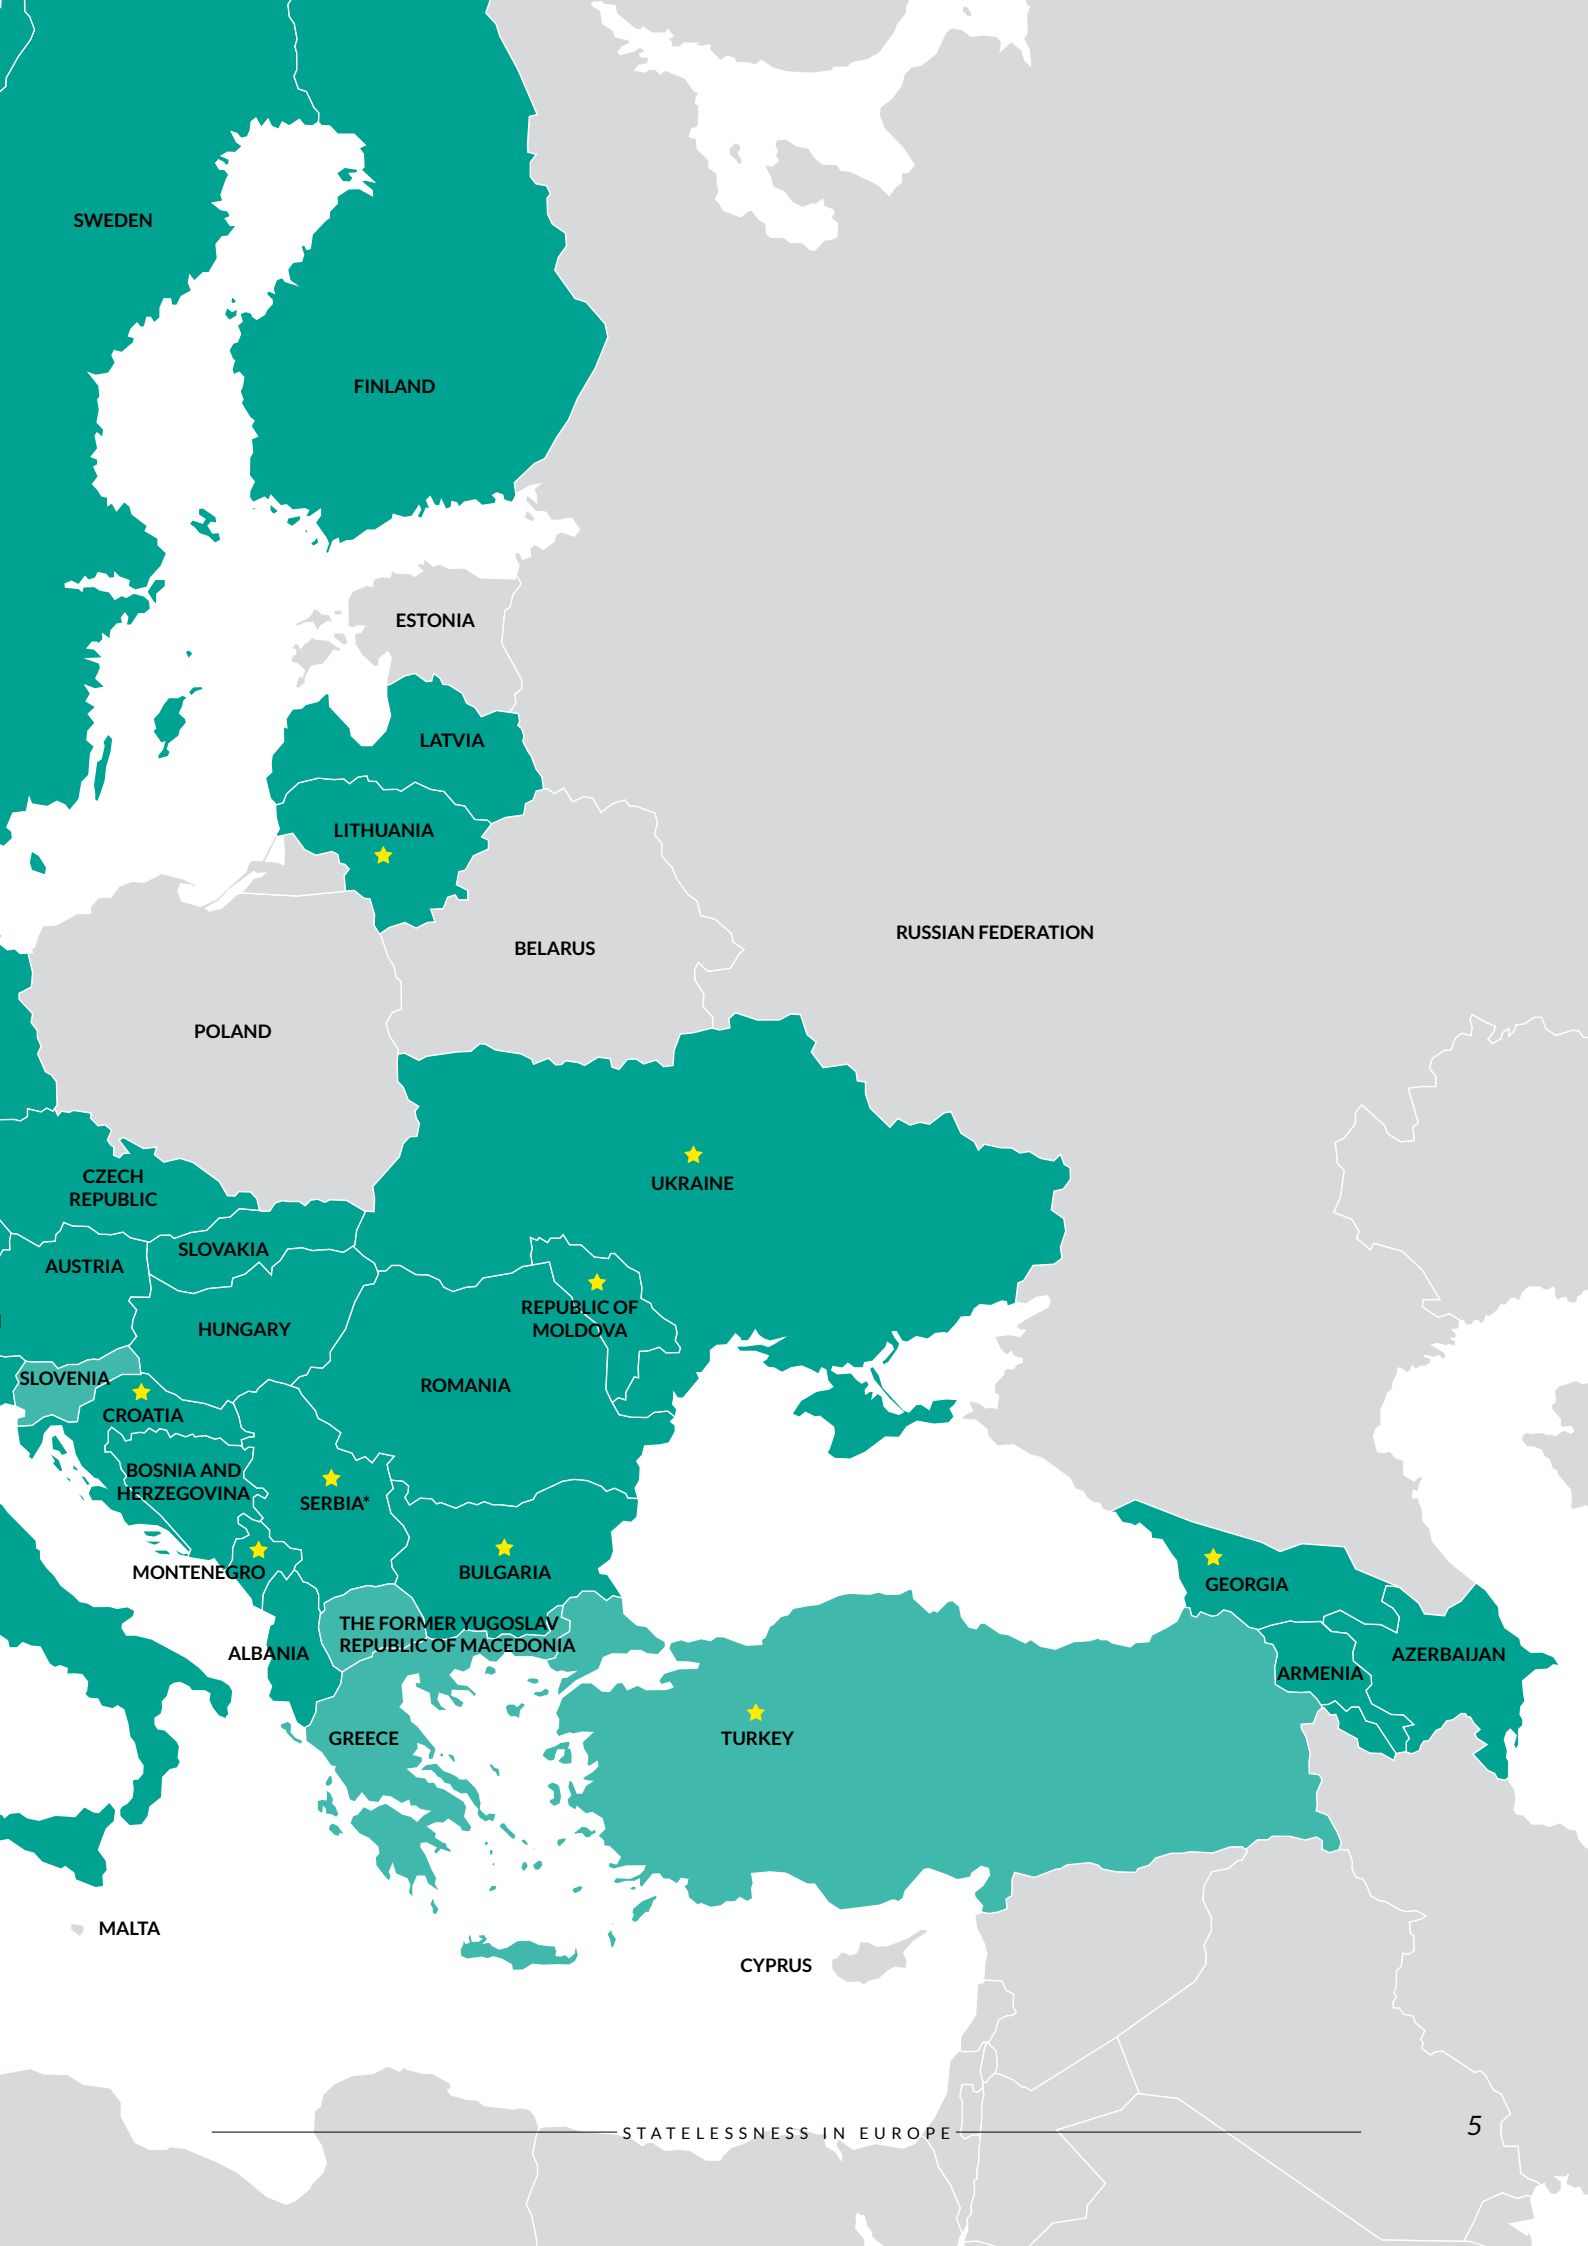 SWEDEN
FINLAND
ESTONIA
LATVIA
LITHUANIA
RUSSIAN FEDERATION
BELARUS
POLAND
CZECH
REPUBLIC
UKRAINE
SLOVAKIA
AUSTRIA
REPUBLIC OF
MOLDOVA
HUNGARY
SLOVENIA
ROMANIA
CROATIA
BOSNIA AND
HERZEGOVINA
SERBIA*
MONTENEGRO
BULGARIA
GEORGIA
THE FORMER YUGOSLAV
REPUBLIC OF MACEDONIA
ALBANIA
AZERBAIJAN
ARMENIA
GREECE
TURKEY
MALTA
CYPRUS
STATELESSNESS IN EUROPE
5